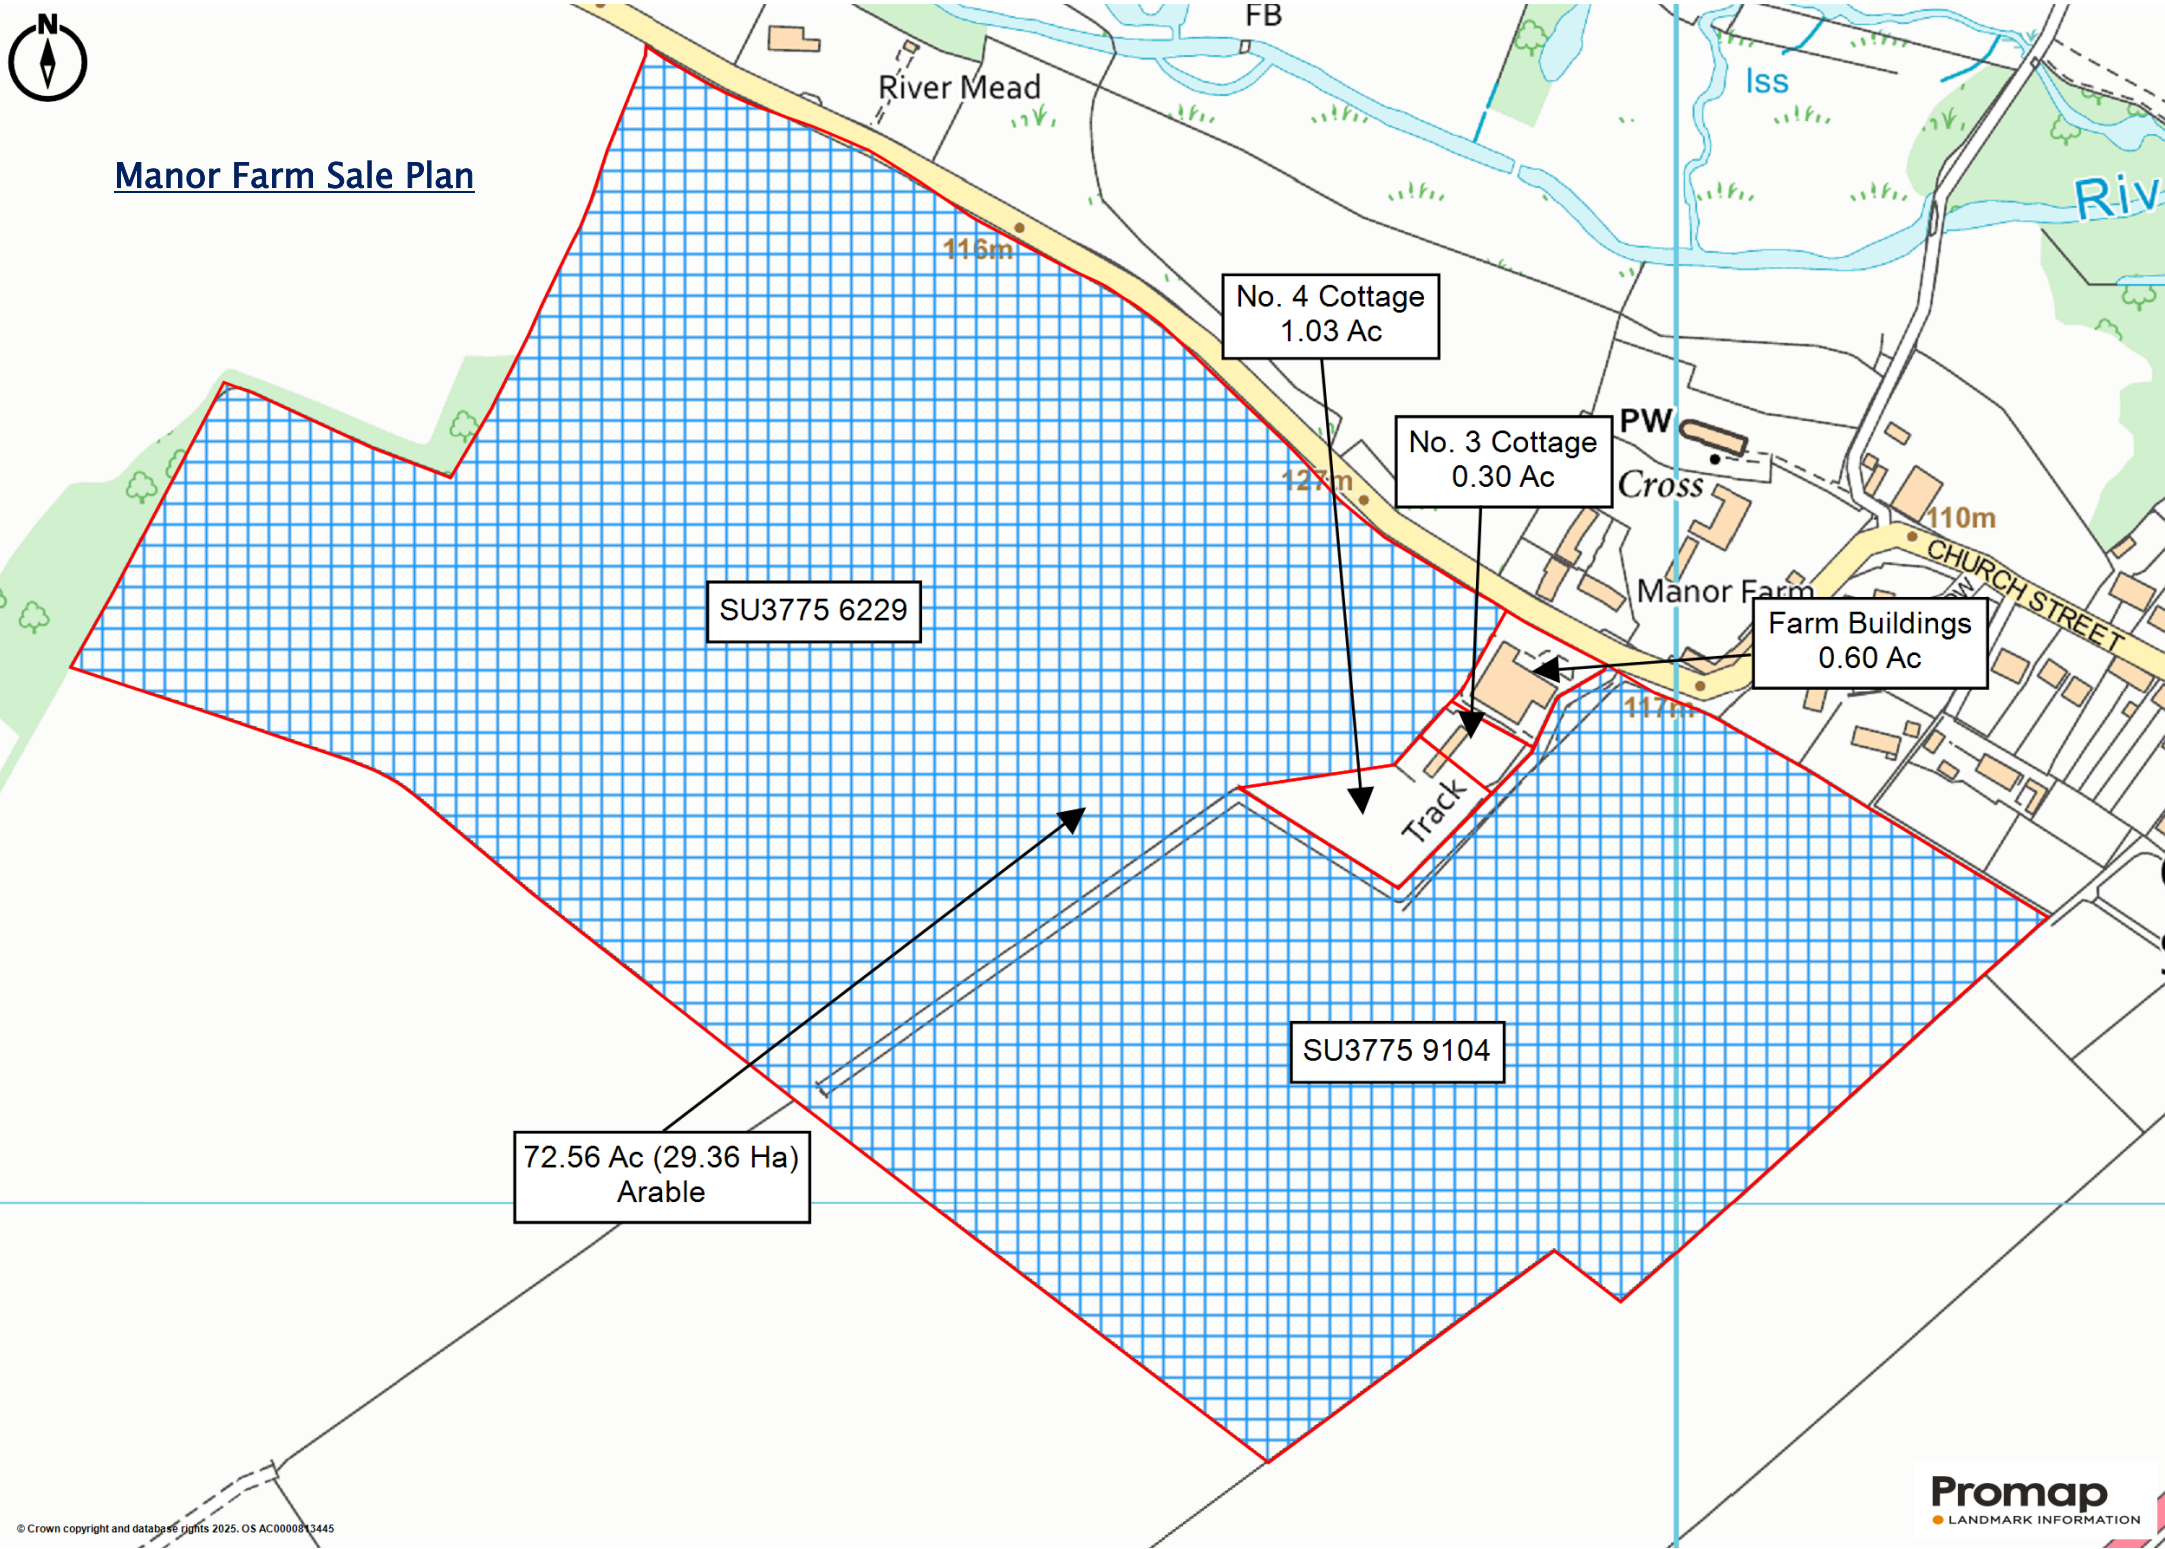 N
FB
River Mead
Iss
Manor Farm Sale Plan
Riv
116m
No. 4 Cottage
1.03 Ac
PW
No. 3 Cottage
0.30 Ac
127m
Cross
110m
CHURCH STREET
Manor Farm
SU3775 6229
Farm Buildings
0.60 Ac
117m
Track
SU3775 9104
72.56 Ac (29.36 Ha)
Arable
Promap
LANDMARK INFORMATION
© Crown copyright and database rights 2025. OS AC0000813445